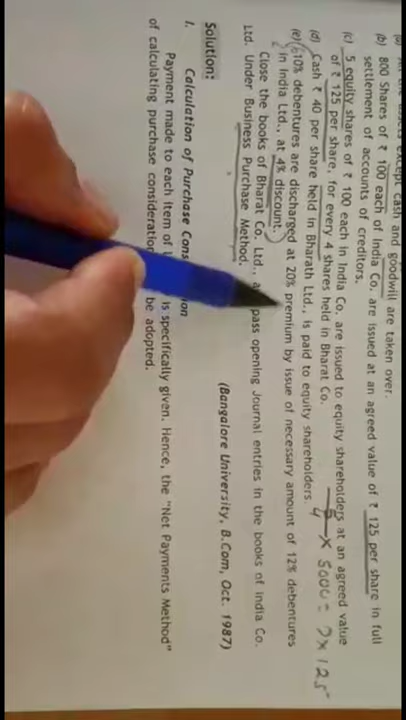 except cash and goodwill are taken over.
(b) 800 Shares of ₹ 100 each of India Co. are issued at an agreed value of ₹ 125 per share in full
settlement of accounts of creditors.
(c) 5 equity shares of ₹ 100 each in India Co. are issued to equity shareholders at an agreed value
of ₹ 125 per share, for every 4 shares held in Bharat Co.
5/4 × 5000 = ? × 125
(d) Cash ₹ 40 per share held in Bharath Ltd., is paid to equity shareholders.
(e) 10% debentures are discharged at 20% premium by issue of necessary amount of 12% debentures
in India Ltd., at 4% discount.
Close the books of Bharat Co. Ltd., pass opening Journal entries in the books of India Co.
Ltd. Under Business Purchase Method.
(Bangalore University, B.Com, Oct. 1987)
Solution:
1. Calculation of Purchase
Payment made to each item of is specifically given. Hence, the "Net Payments Method"
of calculating purchase consideration be adopted.